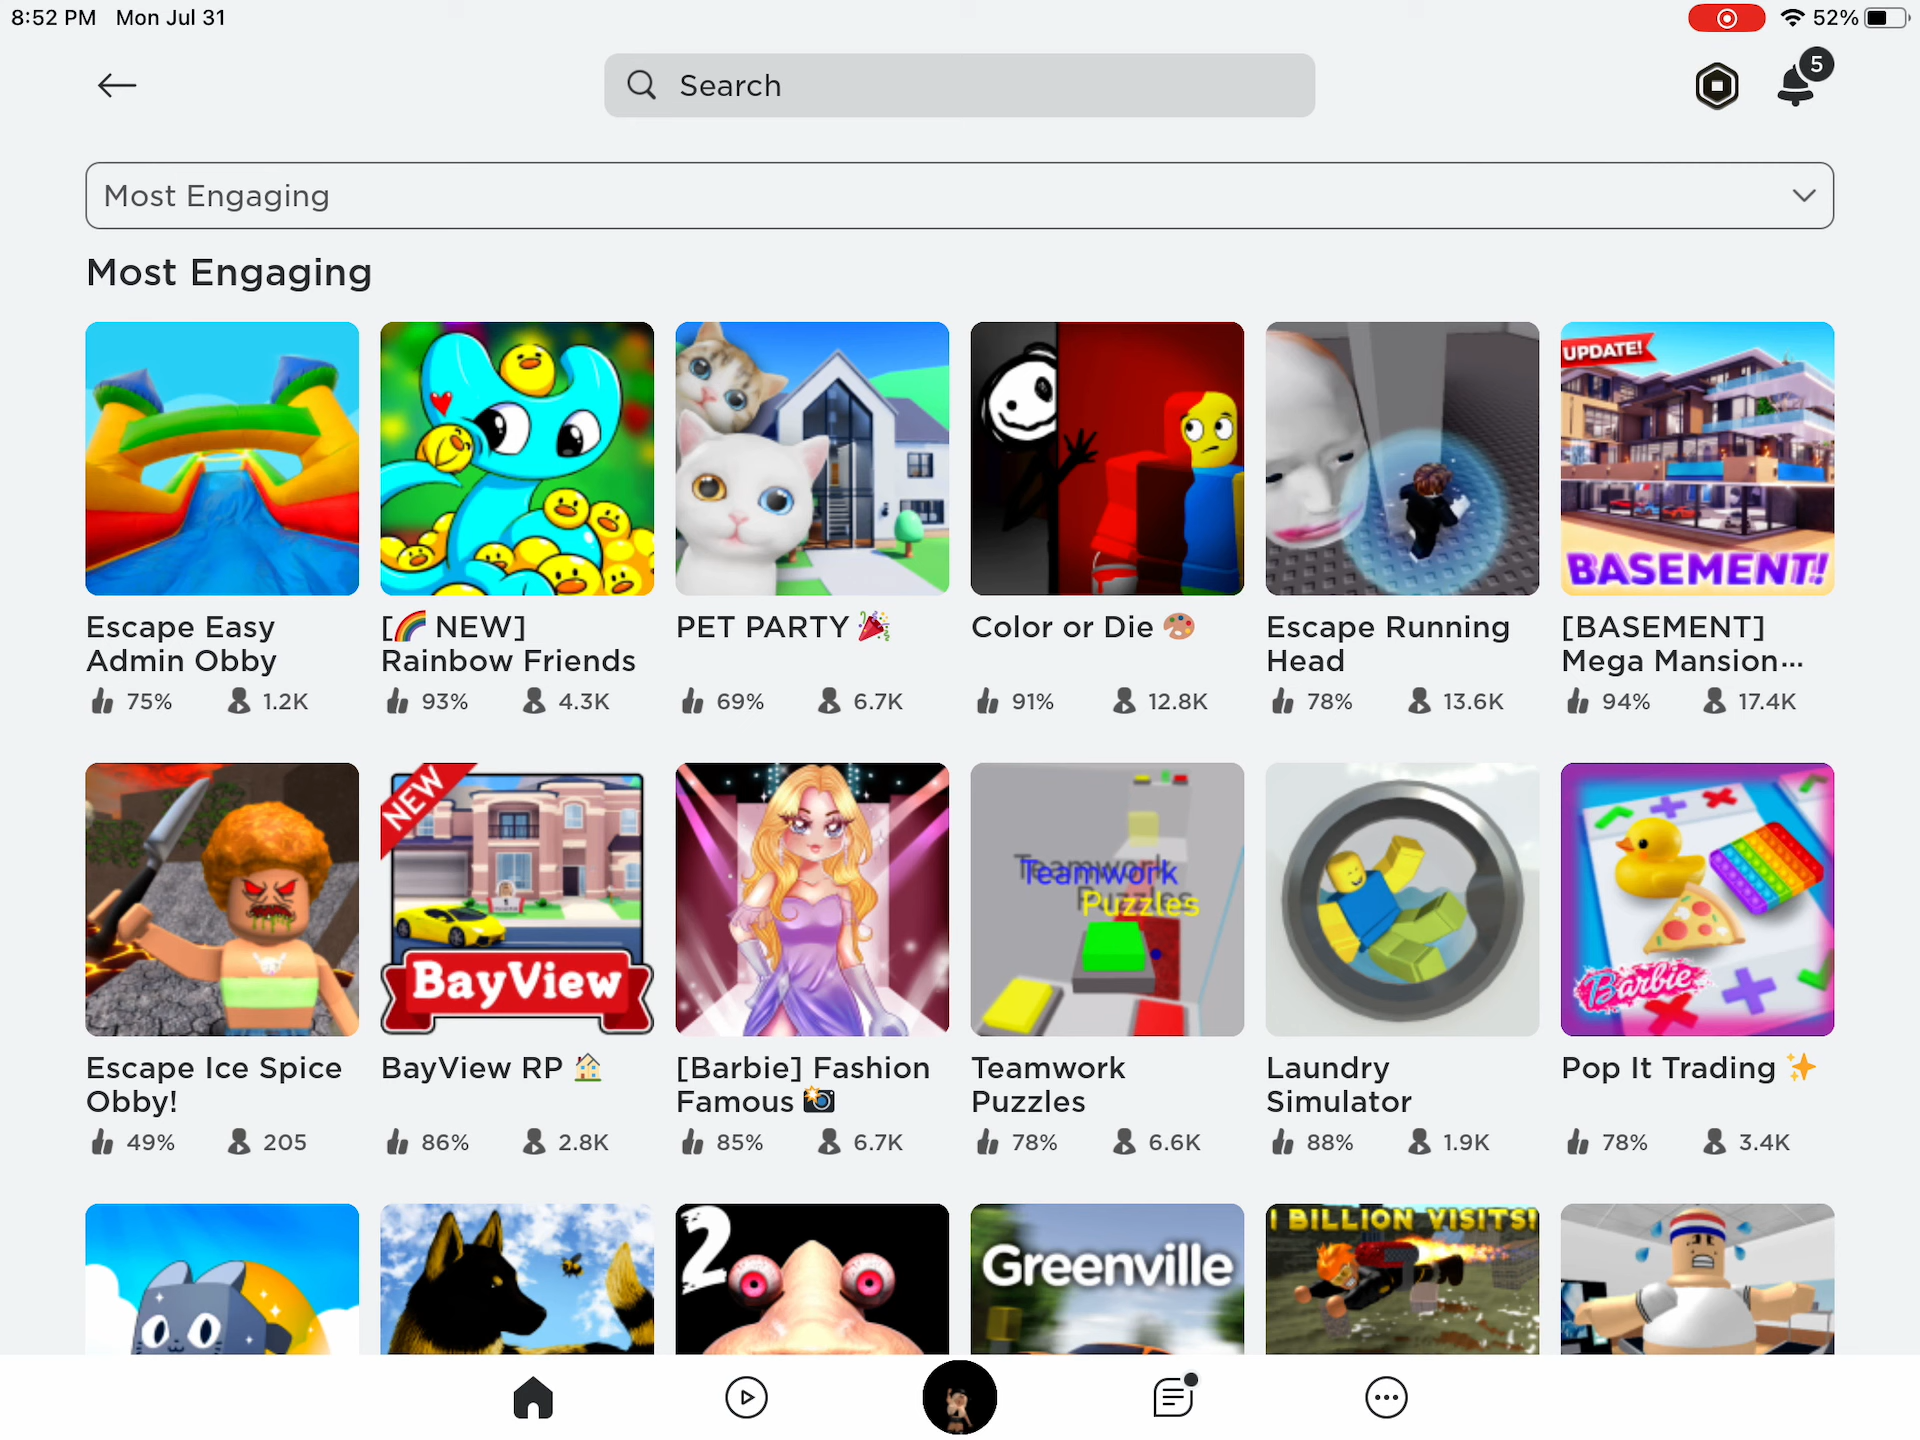 8:52 PM Mon Jul 31
52%
Search
5
Most Engaging
Most Engaging
UPDATE!
BASEMENT!
Escape Easy
Admin Obby
75% 1.2K
[🌈 NEW]
Rainbow Friends
93% 4.3K
PET PARTY 🎉
69% 6.7K
Color or Die 🎨
91% 12.8K
Escape Running
Head
78% 13.6K
[BASEMENT]
Mega Mansion...
94% 17.4K
NEW
BayView
Teamwork
Puzzles
Barbie
Escape Ice Spice
Obby!
49% 205
BayView RP 🏠
86% 2.8K
[Barbie] Fashion
Famous 📸
85% 6.7K
Teamwork
Puzzles
78% 6.6K
Laundry
Simulator
88% 1.9K
Pop It Trading ✨
78% 3.4K
2
Greenville
1 BILLION VISITS!